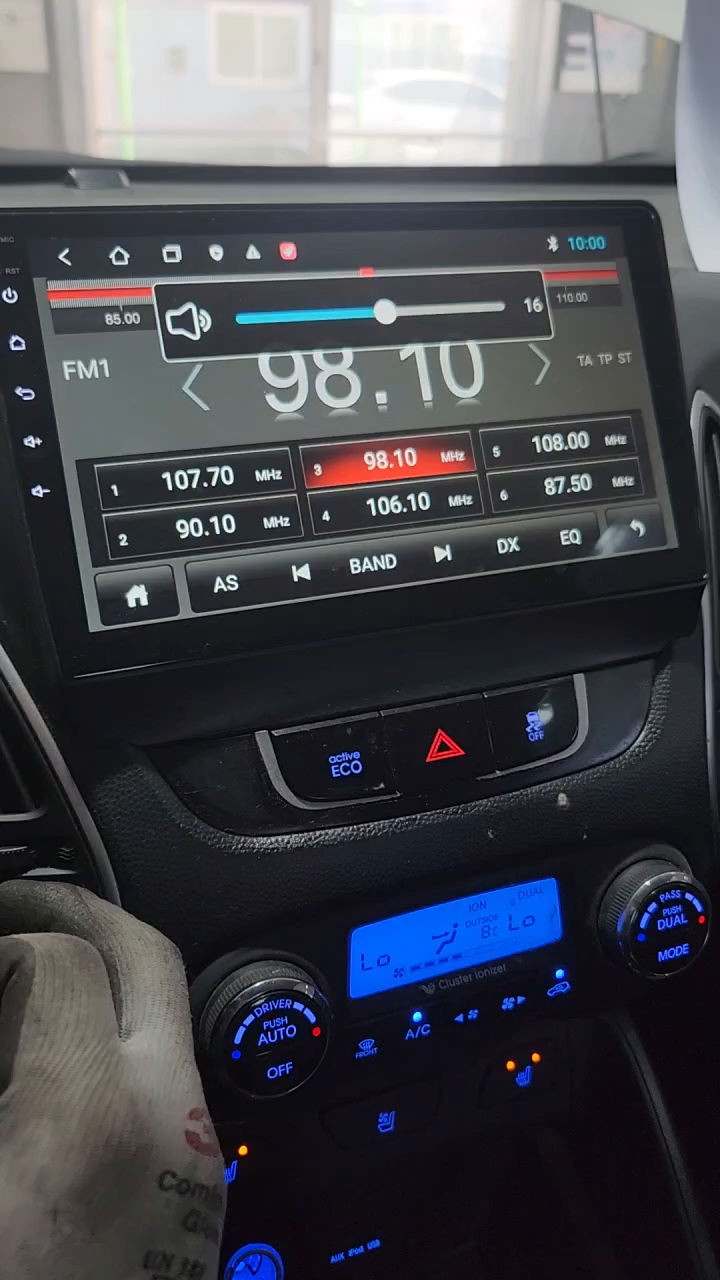 MIC
RST
10:00
85.00
110.00
16
FM1
98.10
TA TP ST
1 107.70 MHz
3 98.10 MHz
5 108.00 MHz
2 90.10 MHz
4 106.10 MHz
6 87.50 MHz
AS
BAND
DX
EQ
active
ECO
OFF
ION
DUAL
OUTSIDE
Lo
8c
Lo
Cluster Ionizer
PASS
PUSH
DUAL
MODE
DRIVER
PUSH
AUTO
OFF
FRONT
A/C
3
Com
AUX iPod USB